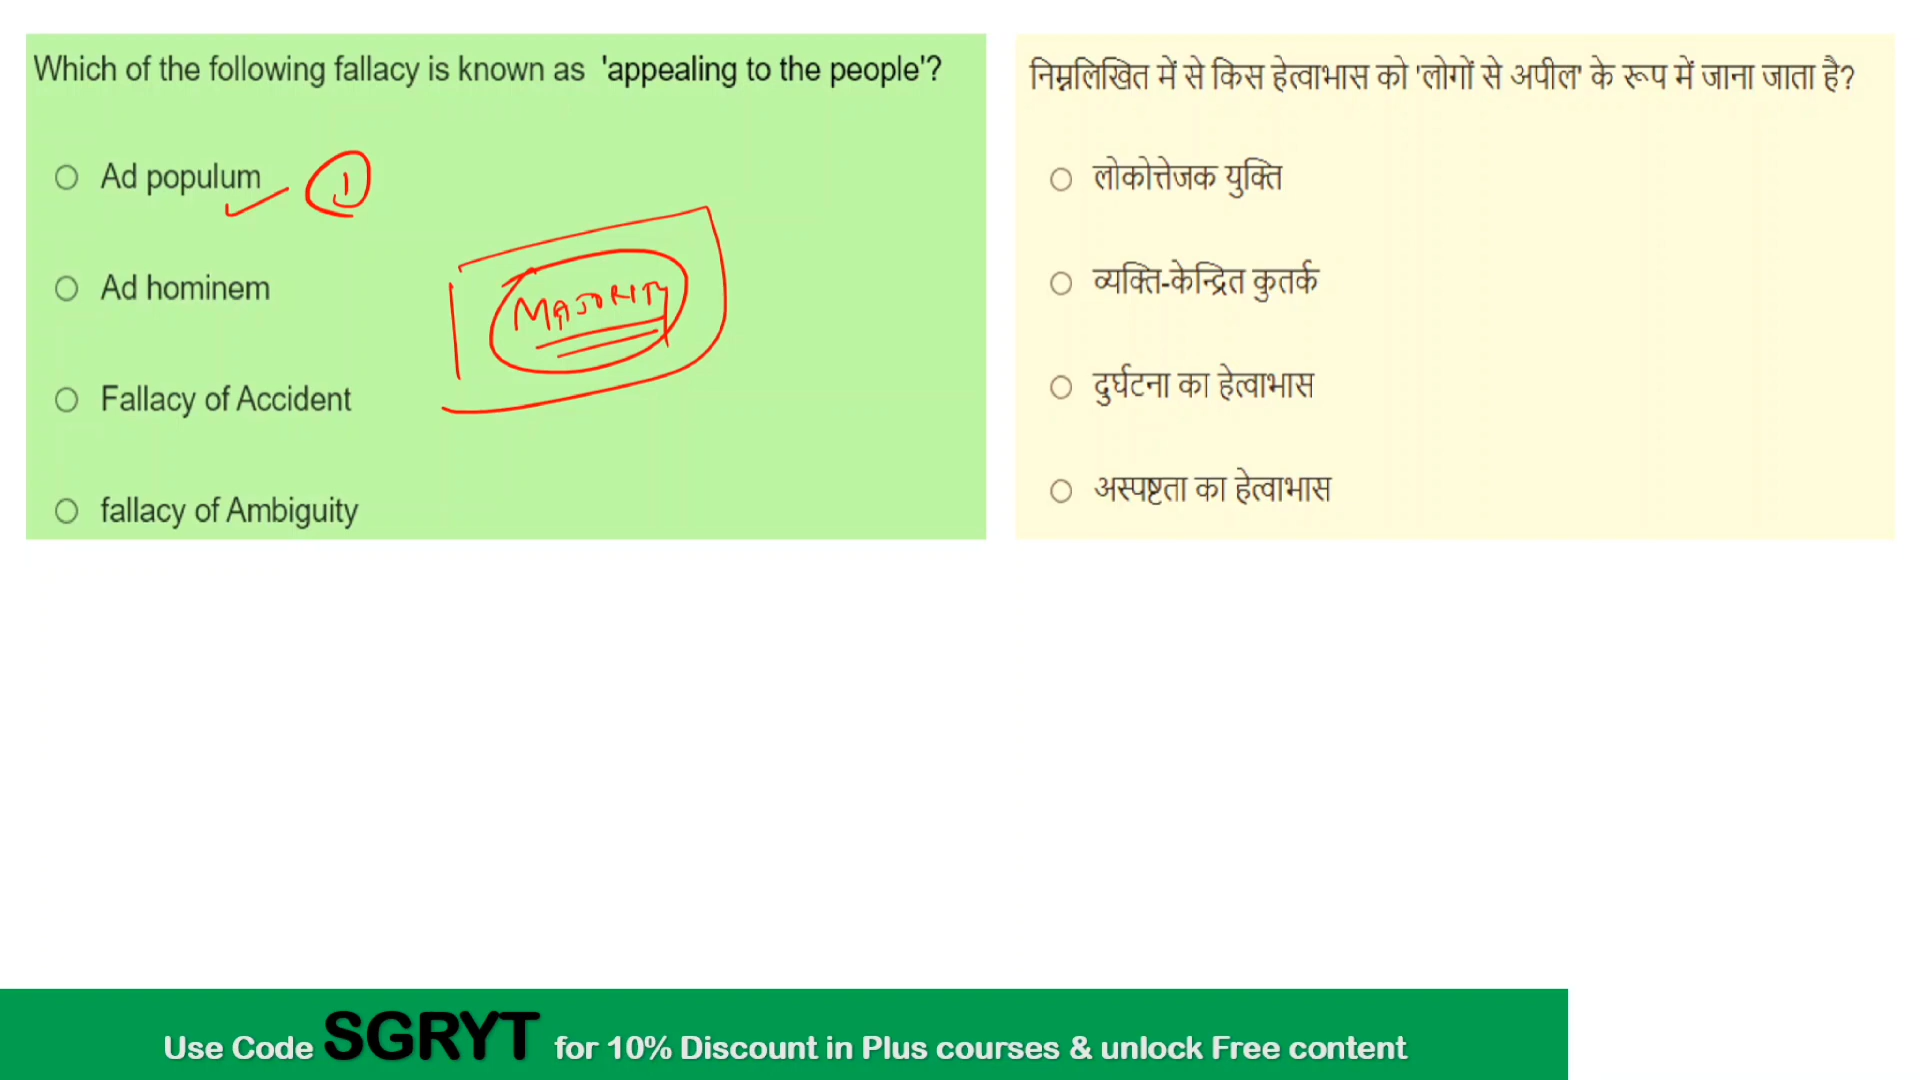 Which of the following fallacy is known as 'appealing to the people'?
Ad populum
1
Ad hominem
MAJORITY
Fallacy of Accident
fallacy of Ambiguity
निम्नलिखित में से किस हेत्वाभास को 'लोगों से अपील' के रूप में जाना जाता है?
लोकोत्तेजक युक्ति
व्यक्ति-केन्द्रित कुतर्क
दुर्घटना का हेत्वाभास
अस्पष्टता का हेत्वाभास
Use Code SGRYT for 10% Discount in Plus courses & unlock Free content